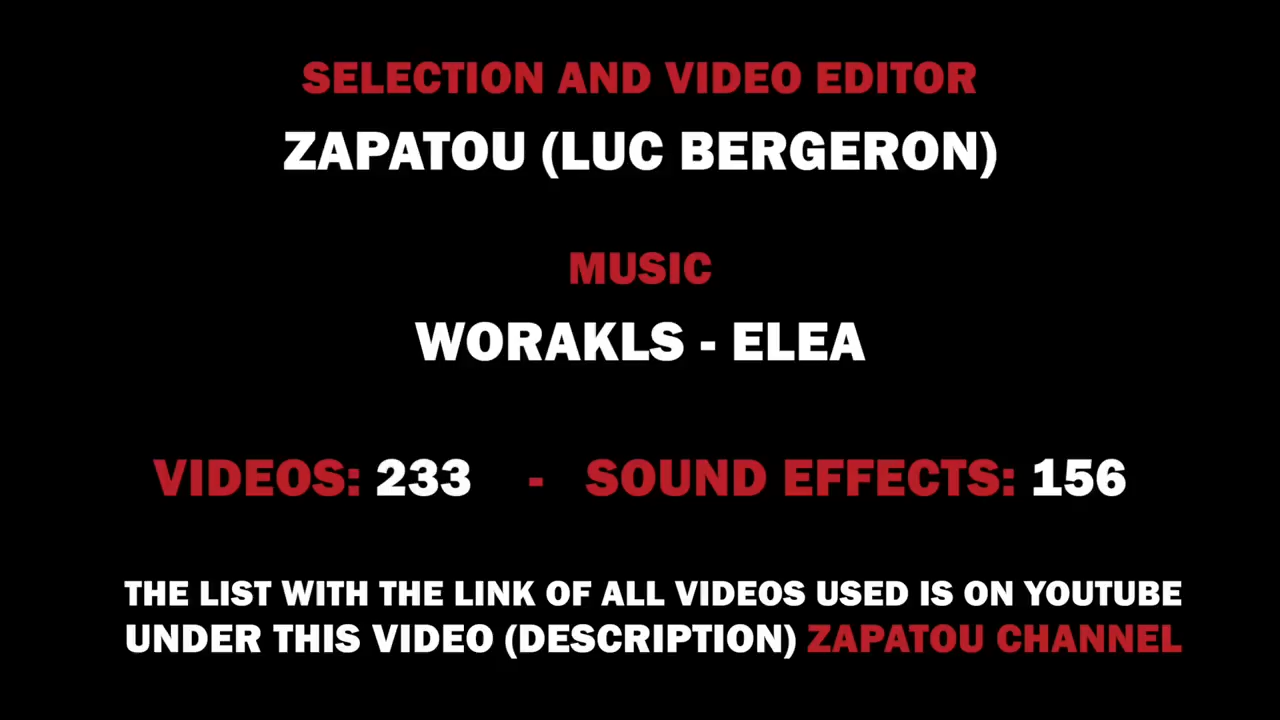 SELECTION AND VIDEO EDITOR
ZAPATOU (LUC BERGERON)
MUSIC
WORAKLS - ELEA
VIDEOS: 233 - SOUND EFFECTS: 156
THE LIST WITH THE LINK OF ALL VIDEOS USED IS ON YOUTUBE
UNDER THIS VIDEO (DESCRIPTION) ZAPATOU CHANNEL